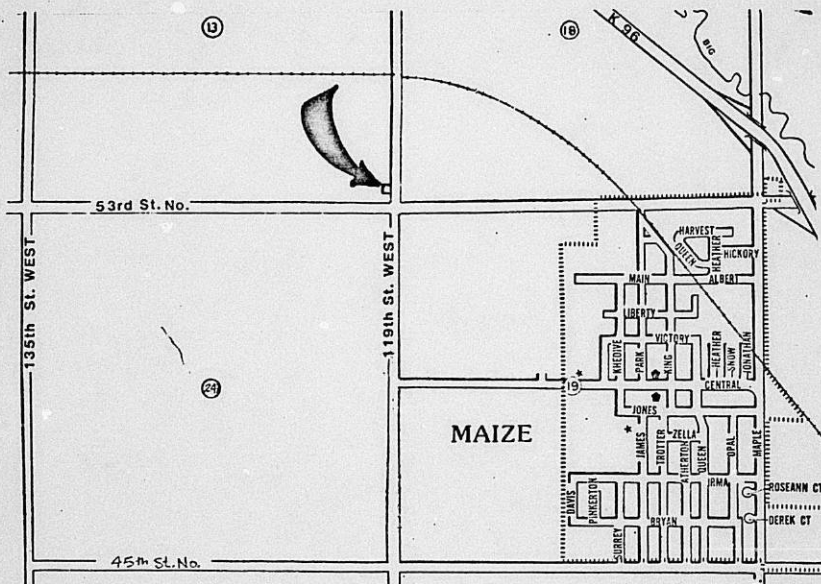 13
18
K 96
BIG
53rd St. No.
HARVEST
QUEEN
HEATHER
HICKORY
MAIN
ALBERT
135th St. WEST
119th St. WEST
LIBERTY
VICTORY
KHEDIVE
PARK
KING
HEATHER
SNOW
JONATHAN
24
19
CENTRAL
JONES
MAIZE
JAMES
TROTTER
ZELLA
ATHERTON
QUEEN
OPAL
MAPLE
IRMA
ROSEANN CT
DAVIS
PINKERTON
BRYAN
DEREK CT
SURREY
45th St. No.